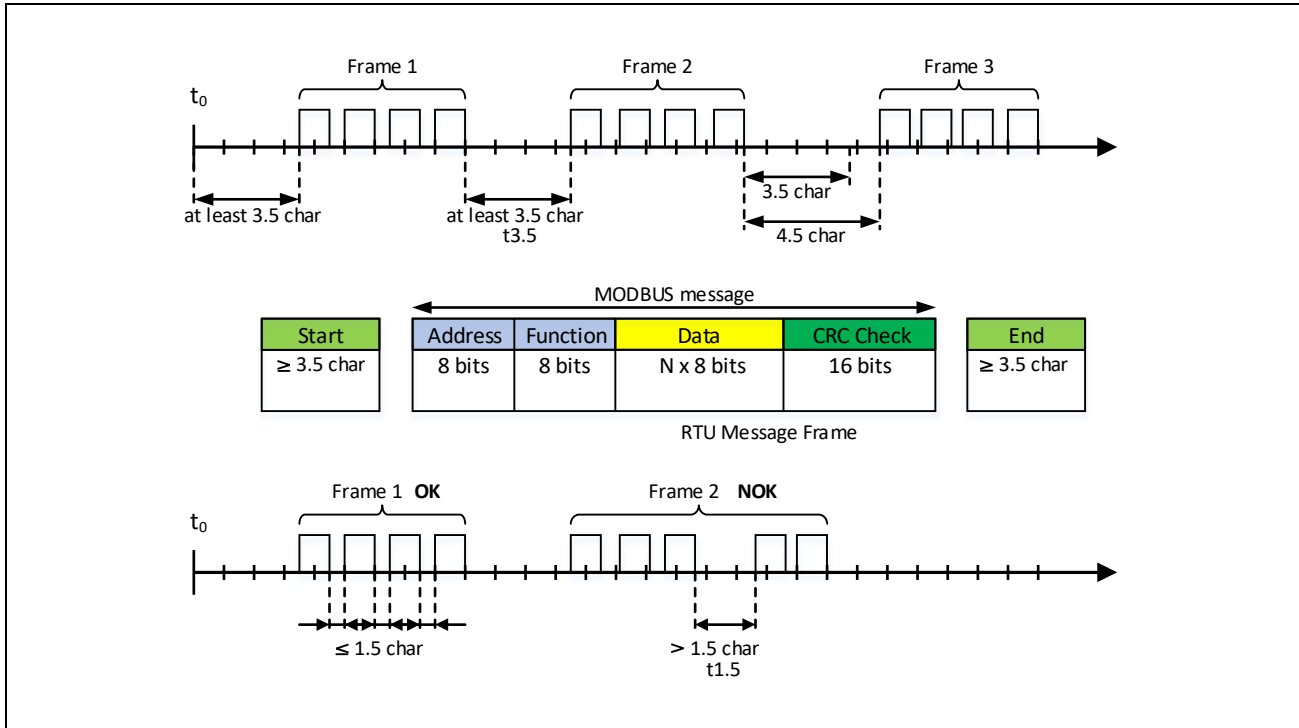 Frame 1
Frame 2
Frame 3
t0
at least 3.5 char
at least 3.5 char
t3.5
3.5 char
4.5 char
MODBUS message
Start
Address
Function
Data
CRC Check
End
≥ 3.5 char
8 bits
8 bits
N x 8 bits
16 bits
≥ 3.5 char
RTU Message Frame
Frame 1 OK
Frame 2 NOK
t0
≤ 1.5 char
> 1.5 char
t1.5